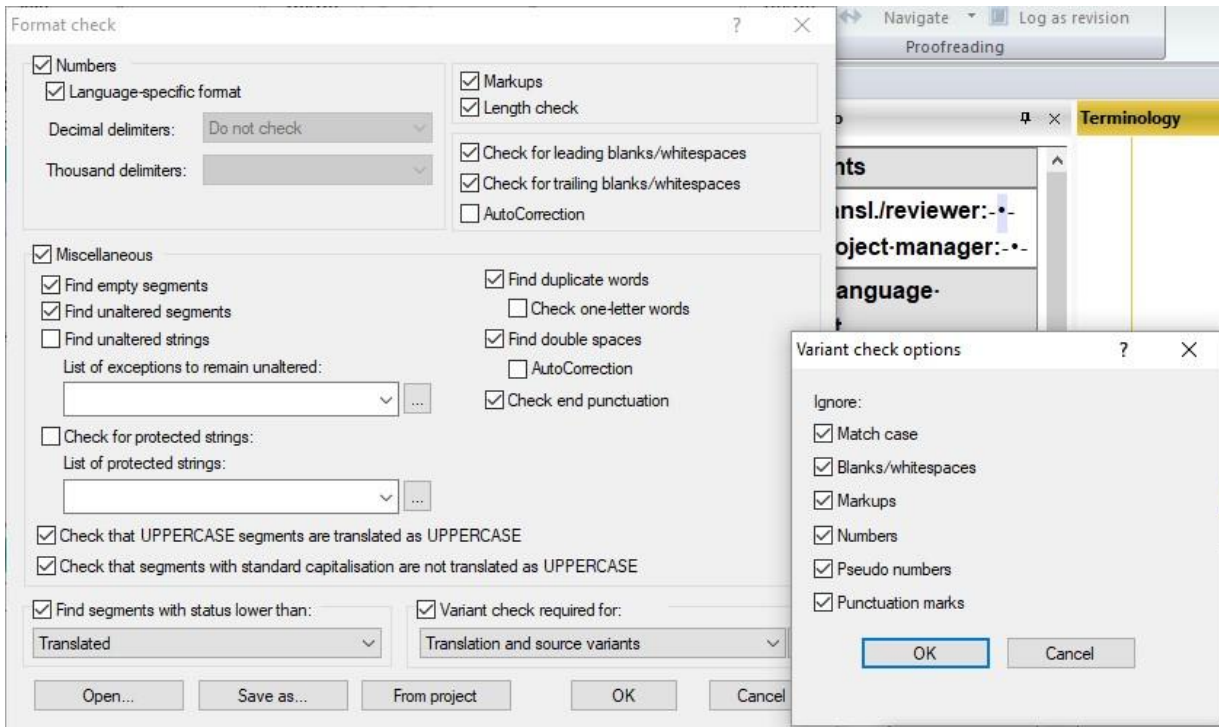 Format check
?
Numbers
Language-specific format
Decimal delimiters: Do not check
Thousand delimiters:
Markups
Length check
Check for leading blanks/whitespaces
Check for trailing blanks/whitespaces
AutoCorrection
Miscellaneous
Find empty segments
Find unaltered segments
Find unaltered strings
List of exceptions to remain unaltered:
...
Check for protected strings:
List of protected strings:
...
Find duplicate words
Check one-letter words
Find double spaces
AutoCorrection
Check end punctuation
Check that UPPERCASE segments are translated as UPPERCASE
Check that segments with standard capitalisation are not translated as UPPERCASE
Find segments with status lower than:
Translated
Variant check required for:
Translation and source variants
Open...
Save as...
From project
OK
Cancel
Navigate
Log as revision
Proofreading
Terminology
nts
ansl./reviewer:-•-
oject·manager:-•-
anguage·
Variant check options
?
Ignore:
Match case
Blanks/whitespaces
Markups
Numbers
Pseudo numbers
Punctuation marks
OK
Cancel